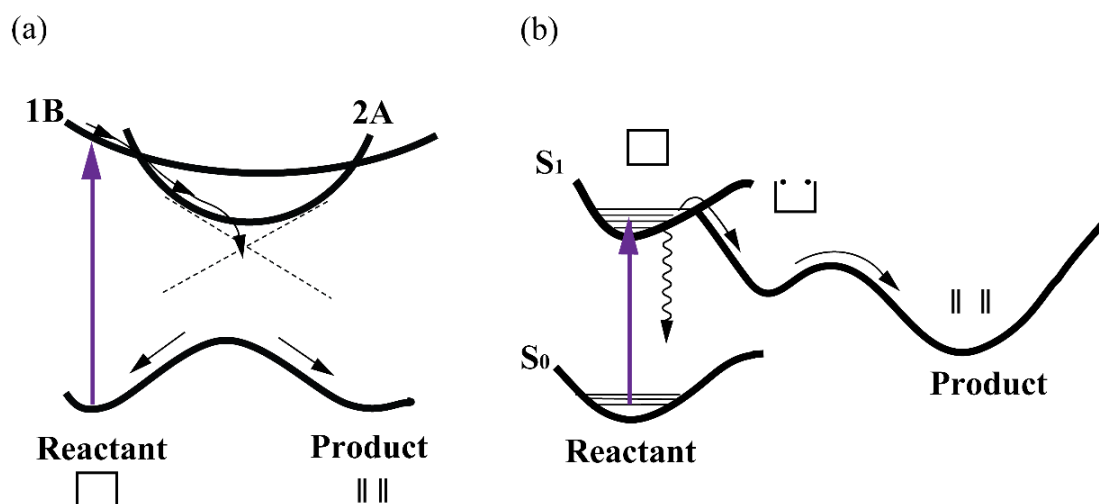 (a)
1B 2A
Reactant Product
(b)
S1
S0
Reactant
Product